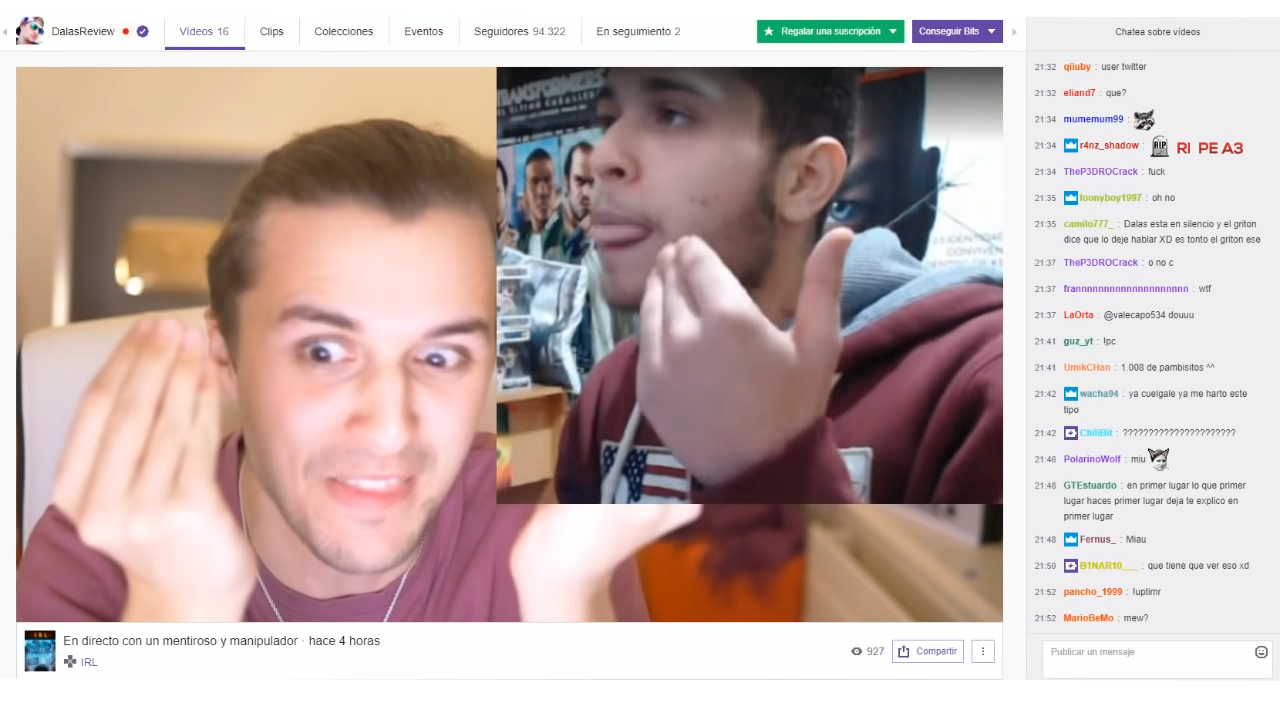 DalasReview
Vídeos 16
Clips
Colecciones
Eventos
Seguidores 94.322
En seguimiento 2
Regalar una suscripción
Conseguir Bits
Chatea sobre vídeos
TRANSFORMERS
EL ÚLTIMO CABALLERO
21:32 qiiuby : user twitter
21:32 eliand7 : que?
21:34 mumemum99 :
21:34 r4nz_shadow : RIP RI PE A3
21:34 TheP3DROCrack : fuck
21:35 loonyboy1997 : oh no
21:35 camilo777_ : Dalas esta en silencio y el griton
dice que lo deje hablar XD es tonto el griton ese
21:37 TheP3DROCrack : o no c
21:37 frannnnnnnnnnnnnnnnnnnn : wtf
21:37 LaOrta : @valecapo534 douuu
21:41 guz_yt : !pc
21:41 UmikCHan : 1.008 de pambisitos ^^
21:42 wacha94 : ya cuelgale ya me harto este
tipo
21:42 ChiliBit : ??????????????????????
21:46 PolarinoWolf : miu
21:48 GTEstuardo : en primer lugar lo que primer
lugar haces primer lugar deja te explico en
primer lugar
21:48 Fernus_ : Miau
21:50 B1NAR10___ : que tiene que ver eso xd
21:52 pancho_1999 : !uptimr
21:52 MarioBeMo : mew?
Publicar un mensaje
En directo con un mentiroso y manipulador · hace 4 horas
IRL
927
Compartir